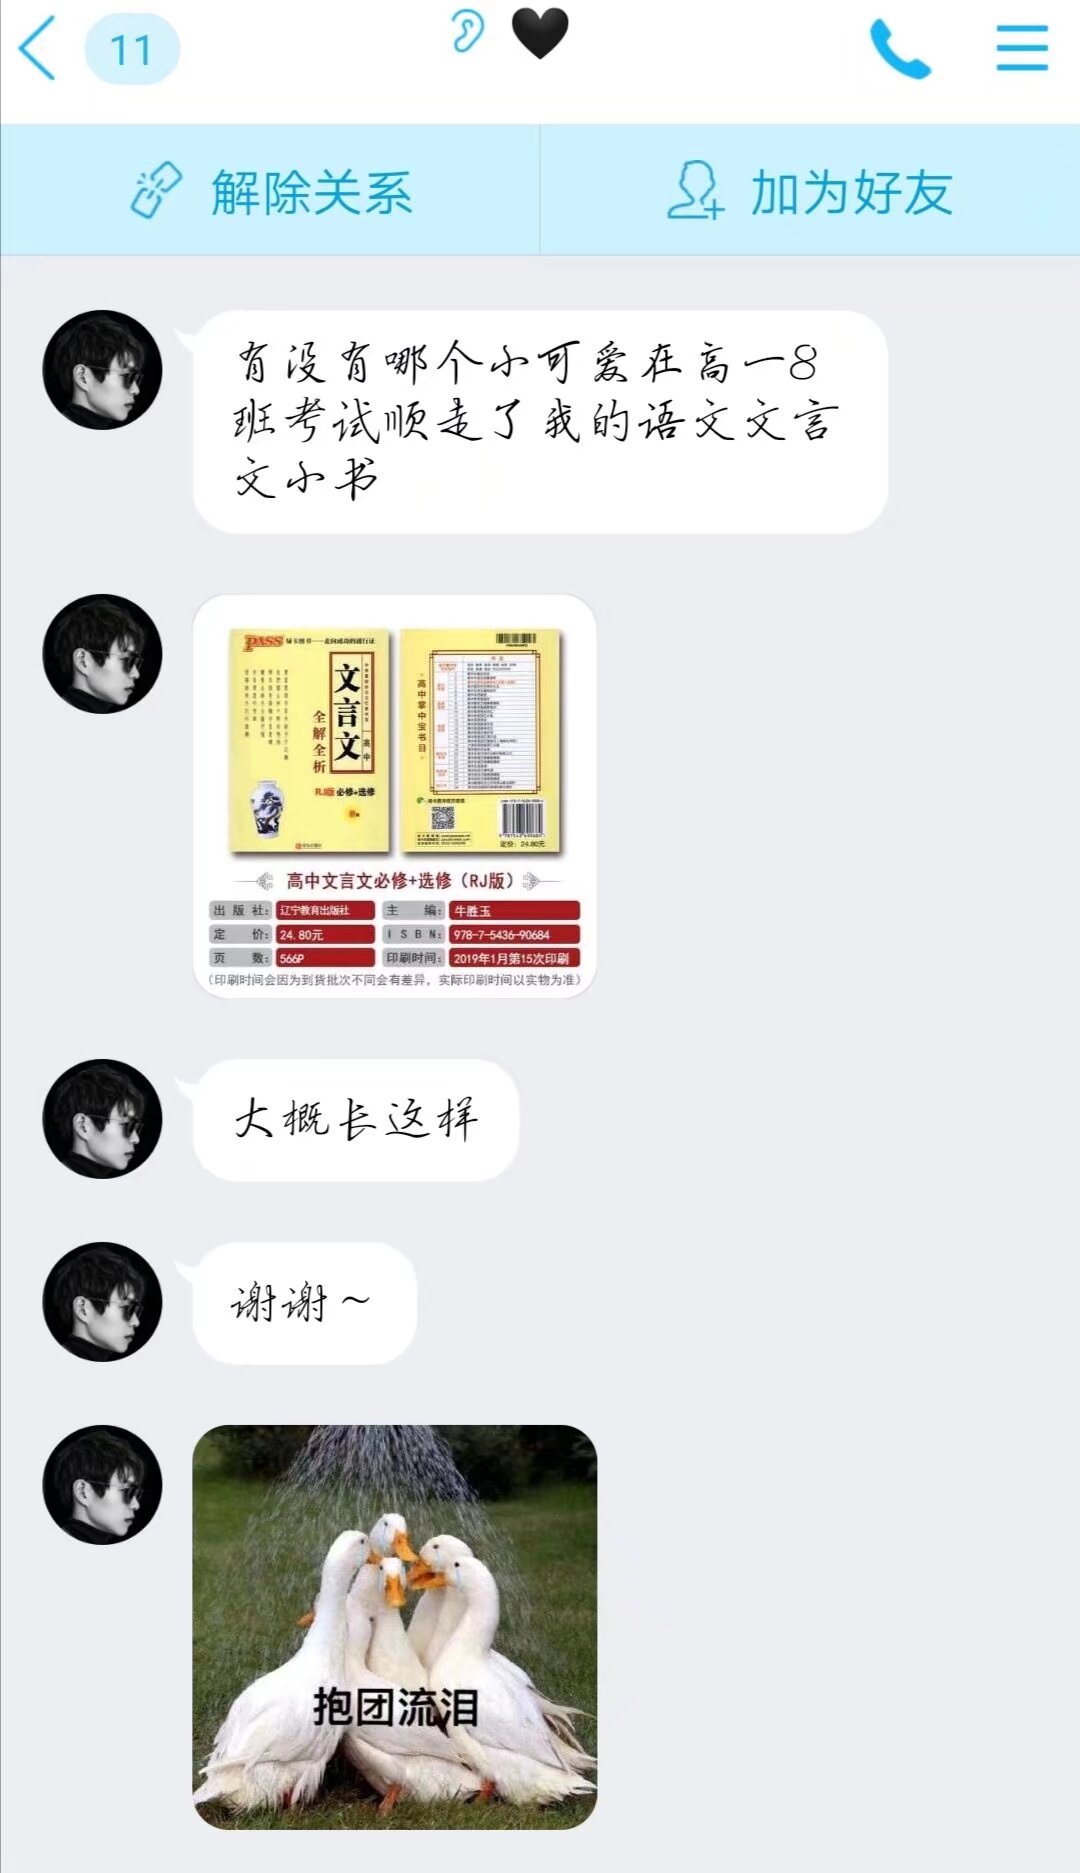 11
解除关系
加为好友
有没有哪个小可爱在高一8
班考试顺走了我的语文文言
文小书
PASS 绿卡图书——走向成功的通行证
文言文
高中
全解全析
RJ版 必修+选修
高中掌中宝书目
定价：24.80元
高中文言文必修+选修（RJ版）
出版社： 辽宁教育出版社 主编： 牛胜玉
定价： 24.80元 ISBN： 978-7-5436-90684
页数： 566P 印刷时间： 2019年1月第15次印刷
（印刷时间会因为到货批次不同会有差异，实际印刷时间以实物为准）
大概长这样
谢谢～
抱团流泪